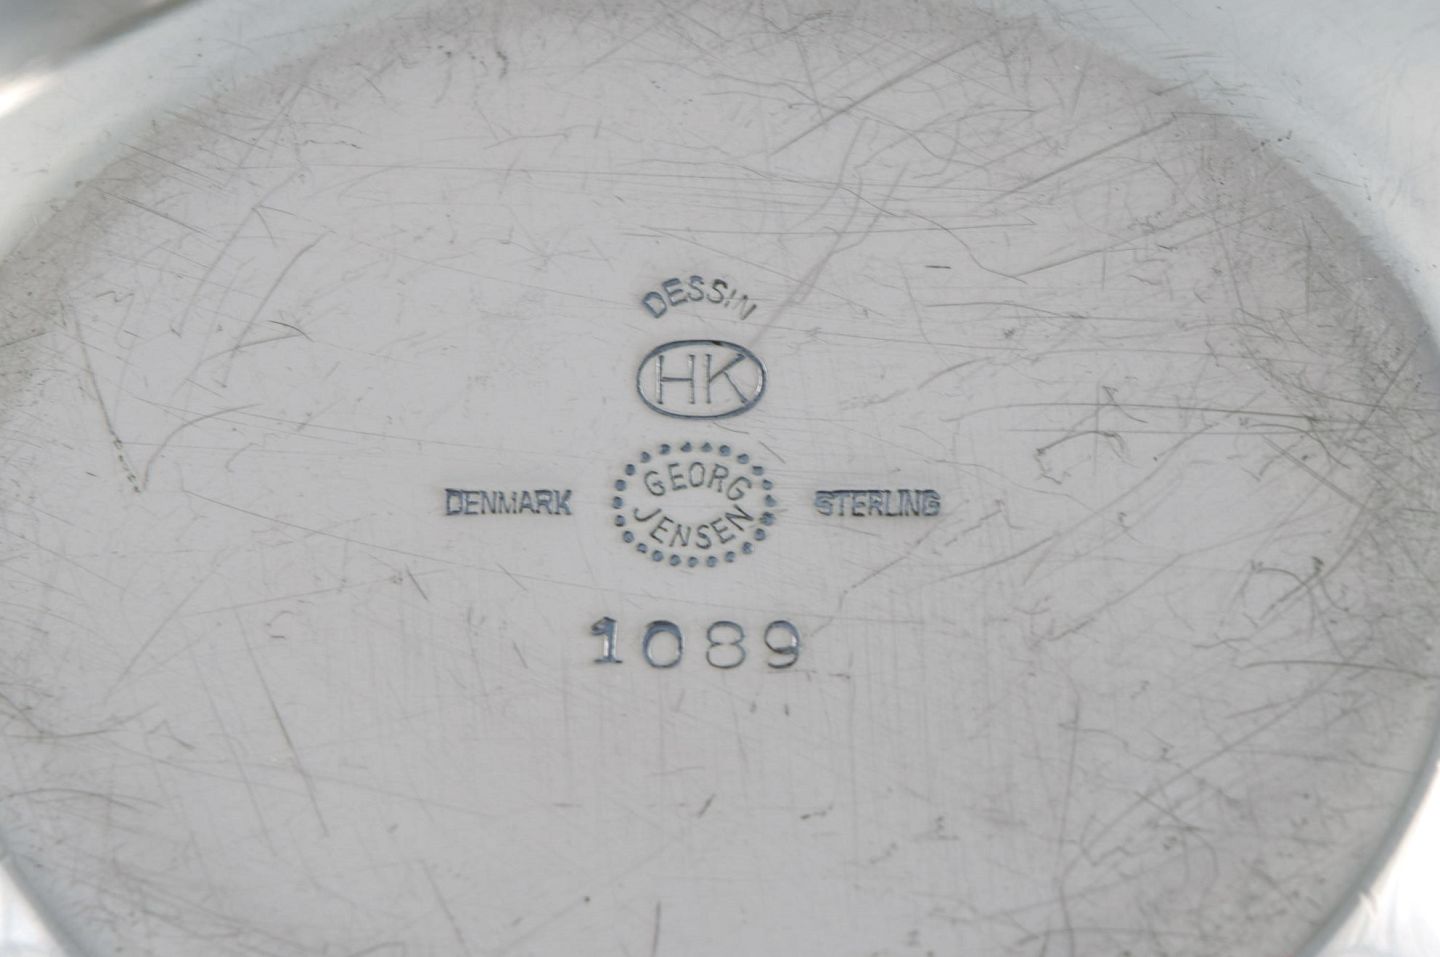 DESSIN
HK
GEORG
DENMARK STERLING
JENSEN
1089